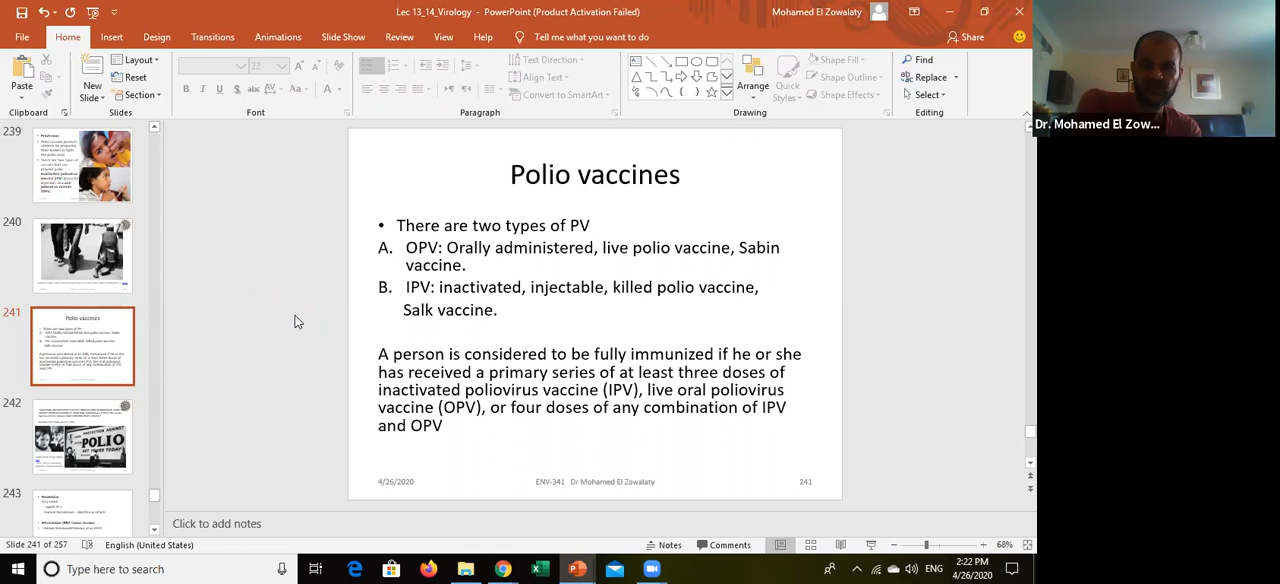 Lec 13_14_Virology - PowerPoint (Product Activation Failed)
Mohamed El Zowalaty
File Home Insert Design Transitions Animations Slide Show Review View Help Tell me what you want to do
Share
Paste
Clipboard
New
Slide
Layout
Reset
Section
Slides
22
B I U S abc AV Aa A
Font
Paragraph
Text Direction
Align Text
Convert to SmartArt
Arrange
Quick
Styles
Shape Fill
Shape Outline
Shape Effects
Drawing
Find
Replace
Select
Editing
Dr. Mohamed El Zow...
239
240
241
Polio vaccines
242
POLIO
243
Polio vaccines
• There are two types of PV
A. OPV: Orally administered, live polio vaccine, Sabin
vaccine.
B. IPV: inactivated, injectable, killed polio vaccine,
Salk vaccine.
A person is considered to be fully immunized if he or she
has received a primary series of at least three doses of
inactivated poliovirus vaccine (IPV), live oral poliovirus
vaccine (OPV), or four doses of any combination of IPV
and OPV
4/26/2020 ENV-341 Dr Mohamed El Zowalaty 241
Click to add notes
Slide 241 of 257 English (United States) Notes Comments 68%
Type here to search
ENG
2:22 PM
4/26/2020